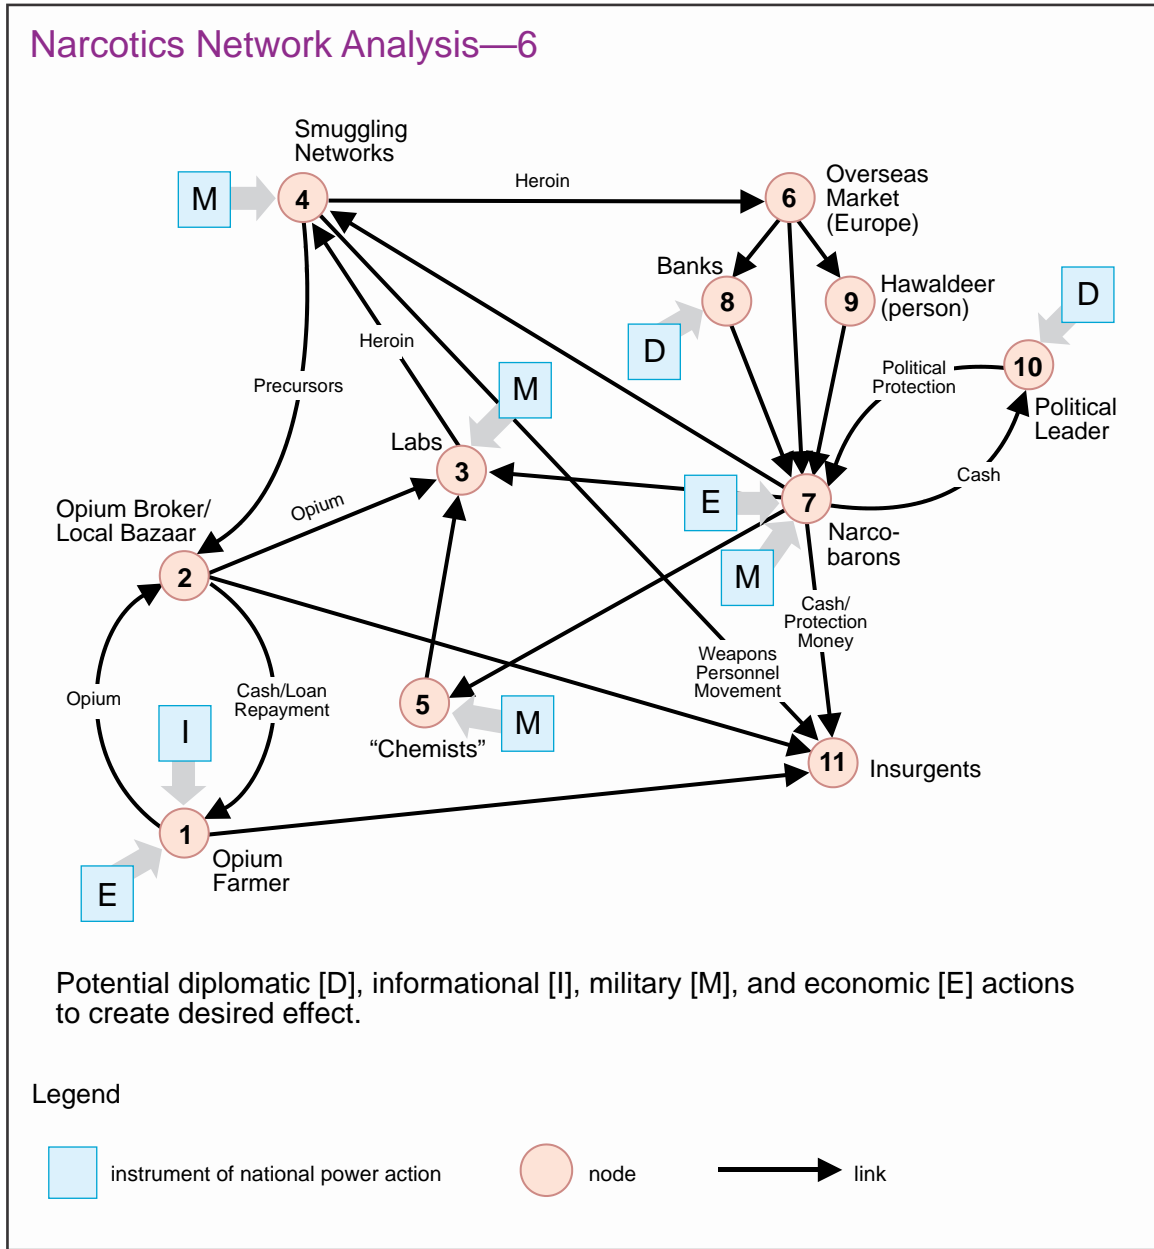 Narcotics Network Analysis—6
Smuggling
Networks
M
4
Heroin
6
Overseas
Market
(Europe)
Banks
8
9
Hawaldeer
(person)
D
D
Heroin
Precursors
M
Political
Protection
10
Political
Leader
Labs
3
Cash
E
7
Narco-
barons
Opium Broker/
Local Bazaar
Opium
2
M
Cash/
Protection
Money
Weapons
Personnel
Movement
Opium
Cash/Loan
Repayment
5
M
“Chemists”
I
11
Insurgents
1
Opium
Farmer
E
Potential diplomatic [D], informational [I], military [M], and economic [E] actions
to create desired effect.
Legend
instrument of national power action
node
link